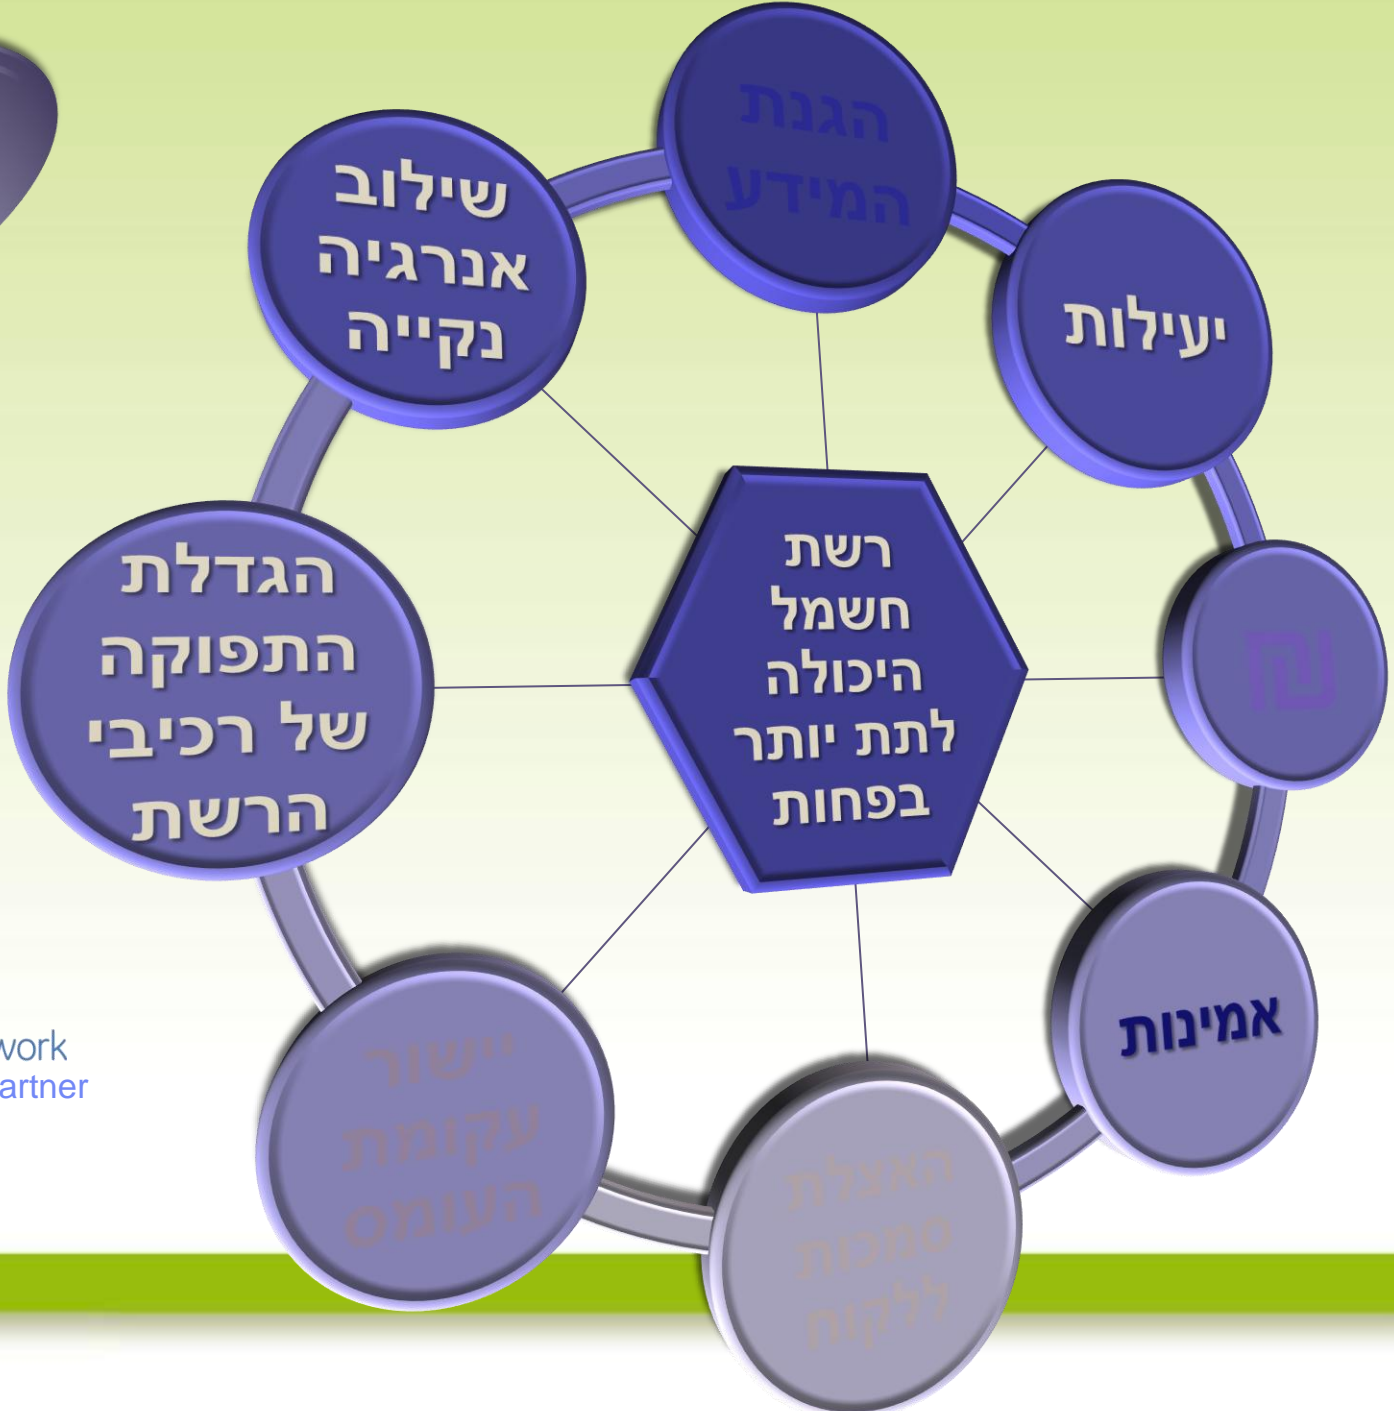 הגנת
המידע
יעילות
₪
אמינות
האצלת
סמכות
ללקוח
יישור
עקומת
העומס
הגדלת
התפוקה
של רכיבי
הרשת
שילוב
אנרגיה
נקייה
רשת
חשמל
היכולה
לתת יותר
בפחות
work
artner